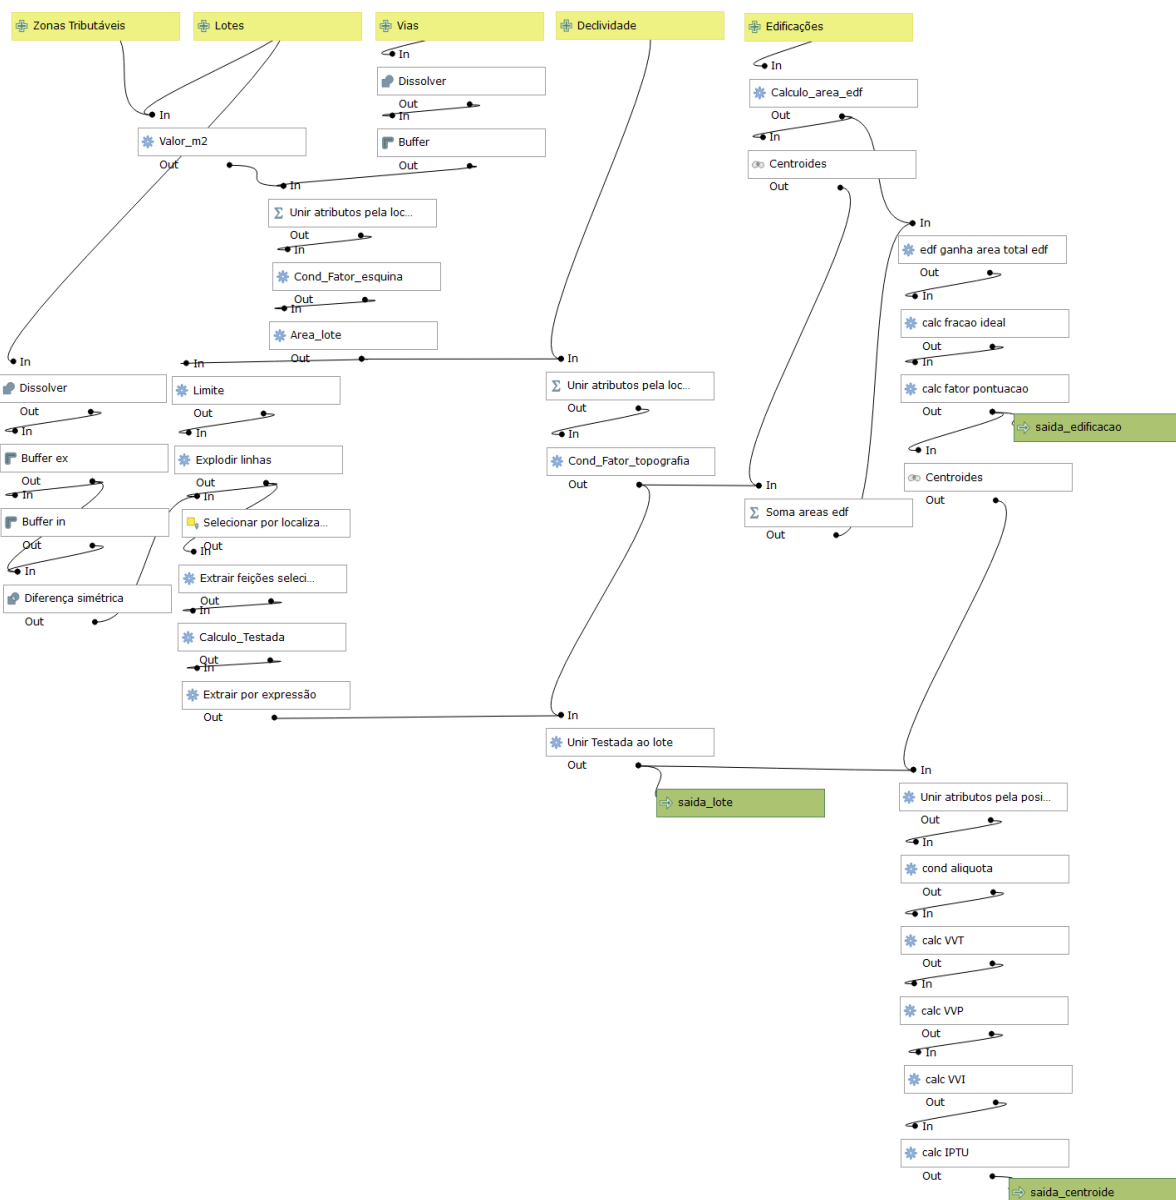 Zonas Tributáveis
Lotes
Vias
Declividade
Edificações
In
Dissolver
Out
In
Buffer
Out
In
Valor_m2
Out
In
Unir atributos pela loc...
Out
In
Cond_Fator_esquina
Out
In
Area_lote
Out
In
Calculo_area_edf
Out
In
Centroides
Out
In
edf ganha area total edf
Out
In
calc fracao ideal
Out
In
calc fator pontuacao
Out
saida_edificacao
In
Centroides
Out
In
Dissolver
Out
In
Buffer ex
Out
In
Buffer in
Out
In
Diferença simétrica
Out
In
Limite
Out
In
Explodir linhas
Out
In
Selecionar por localiza...
Out
In
Extrair feições seleci...
Out
In
Calculo_Testada
Out
In
Extrair por expressão
Out
In
Unir atributos pela loc...
Out
In
Cond_Fator_topografia
Out
In
Soma areas edf
Out
In
Unir Testada ao lote
Out
saida_lote
In
Unir atributos pela posi...
Out
In
cond aliquota
Out
In
calc VVT
Out
In
calc VVP
Out
In
calc VVI
Out
In
calc IPTU
Out
saida_centroide